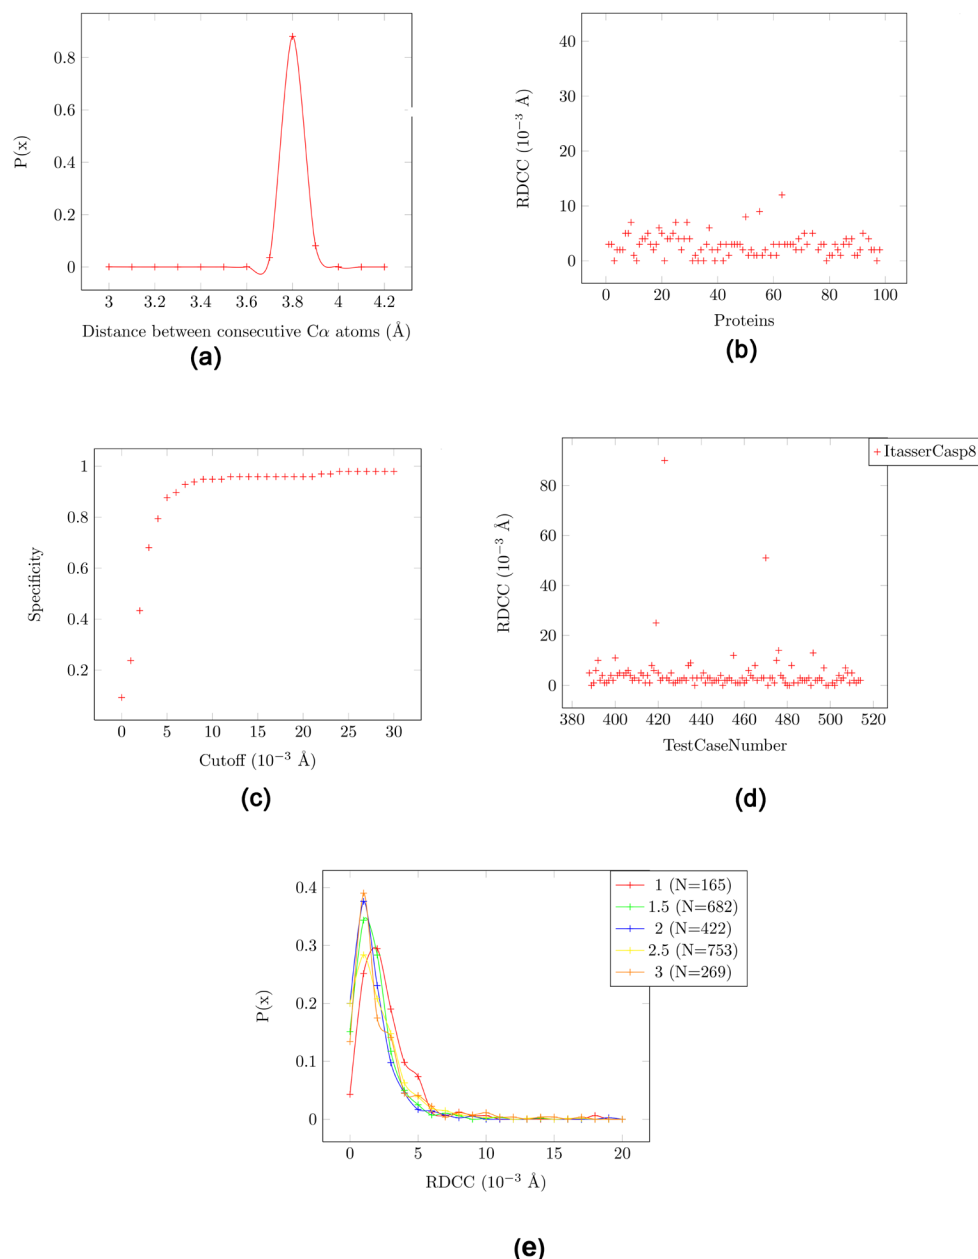 0.8
0.6
0.4
0.2
0
P(x)
3 3.2 3.4 3.6 3.8 4 4.2
Distance between consecutive Cα atoms (Å)
(a)
40
30
20
10
0
RDCC (10⁻³ Å)
0 20 40 60 80 100
Proteins
(b)
1
0.8
0.6
0.4
0.2
Specificity
0 5 10 15 20 25 30
Cutoff (10⁻³ Å)
(c)
ItasserCasp8
80
60
40
20
0
RDCC (10⁻³ Å)
380 400 420 440 460 480 500 520
TestCaseNumber
(d)
0.4
0.3
0.2
0.1
0
P(x)
1 (N=165)
1.5 (N=682)
2 (N=422)
2.5 (N=753)
3 (N=269)
0 5 10 15 20
RDCC (10⁻³ Å)
(e)